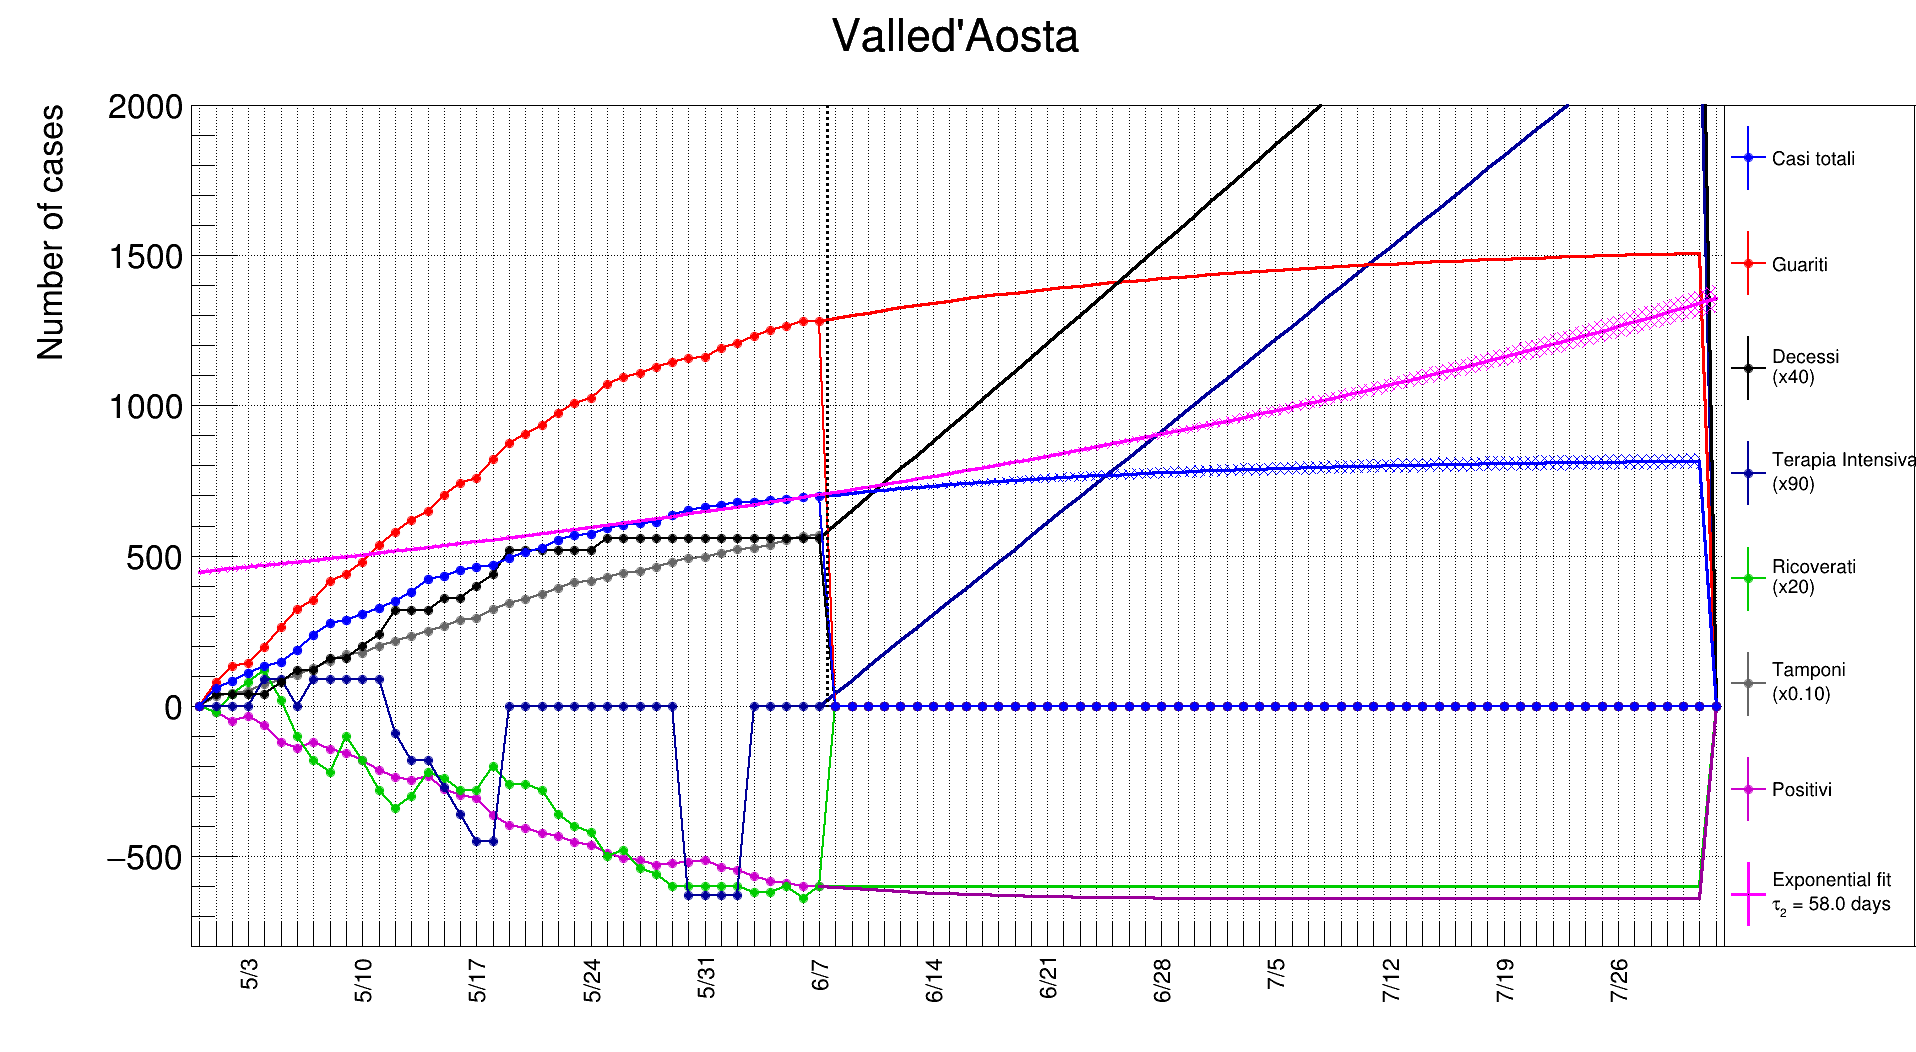 Valled'Aosta
Number of cases
2000
1500
1000
500
0
−500
5/3
5/10
5/17
5/24
5/31
6/7
6/14
6/21
6/28
7/5
7/12
7/19
7/26
Casi totali
Guariti
Decessi
(x40)
Terapia Intensiva
(x90)
Ricoverati
(x20)
Tamponi
(x0.10)
Positivi
Exponential fit
τ2 = 58.0 days